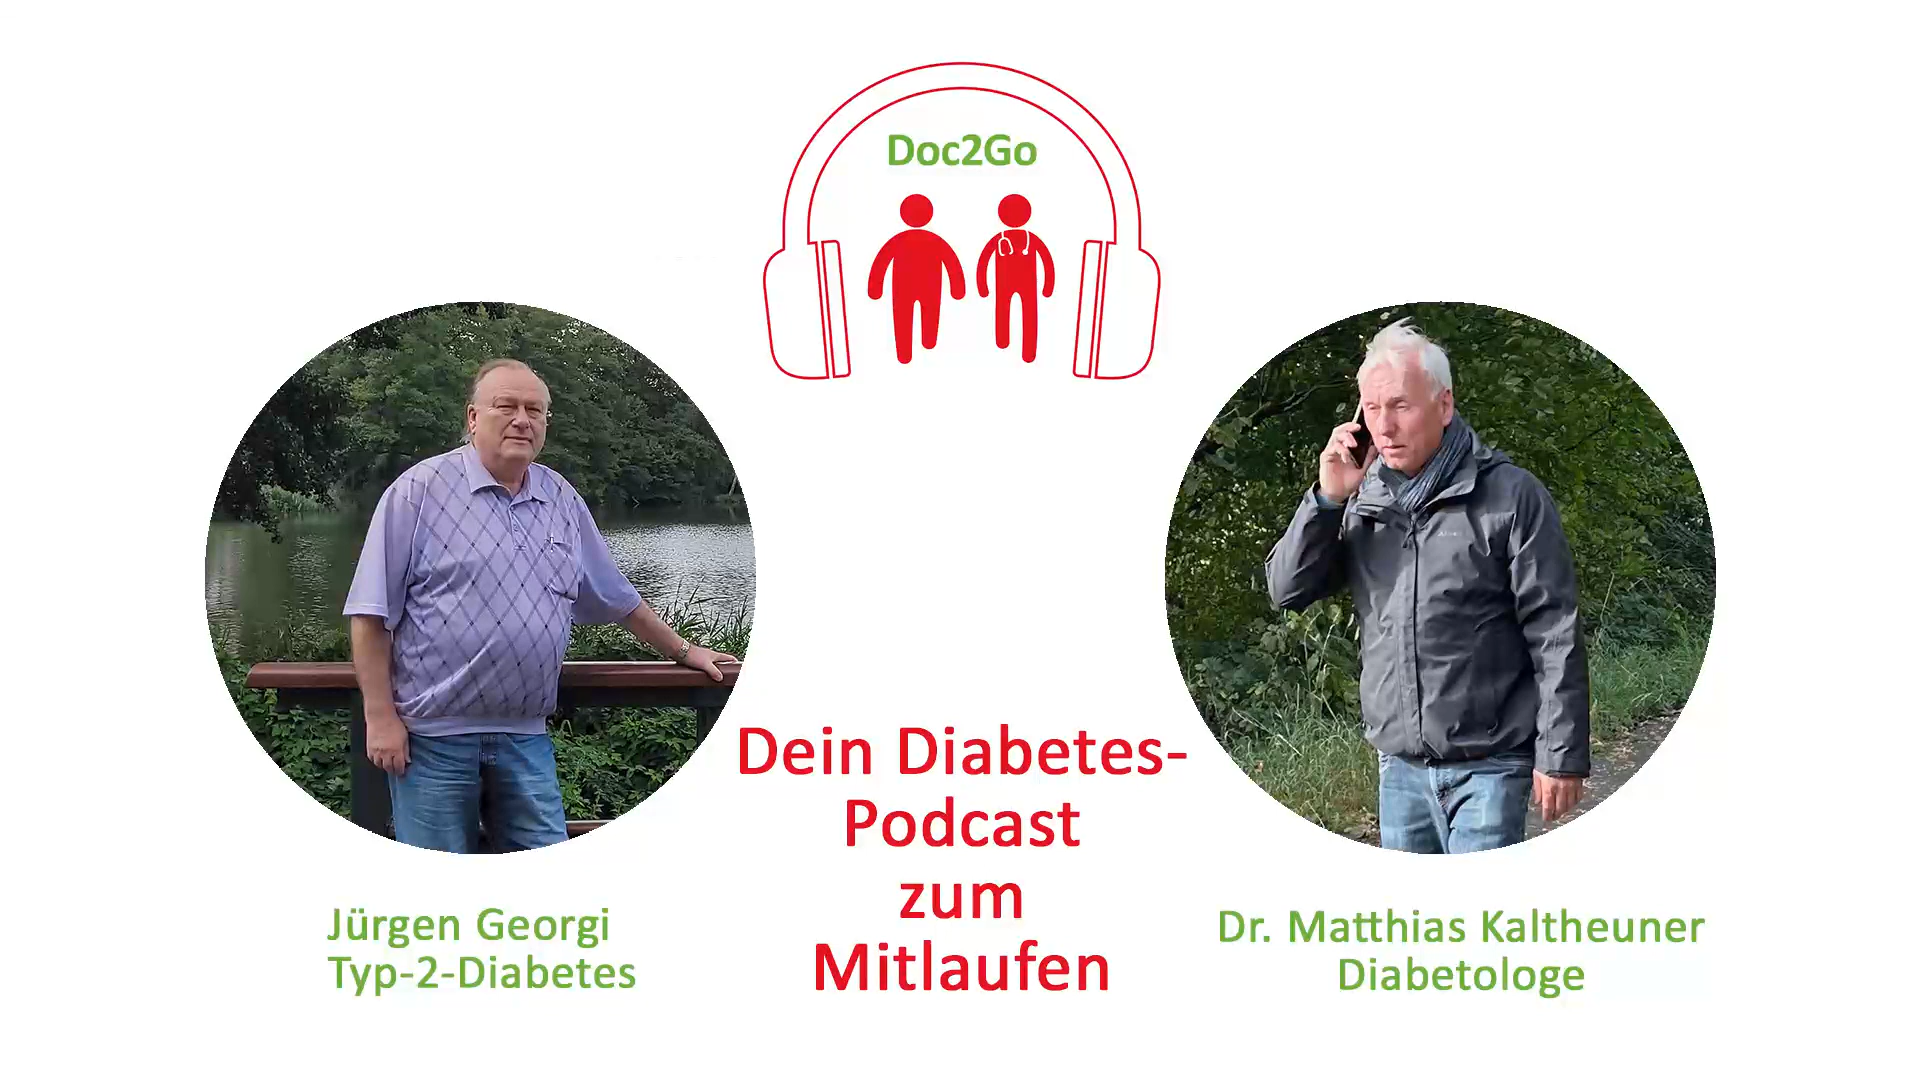 Doc2Go
Dein Diabetes-
Podcast
zum
Mitlaufen
Jürgen Georgi
Typ-2-Diabetes
Dr. Matthias Kaltheuner
Diabetologe